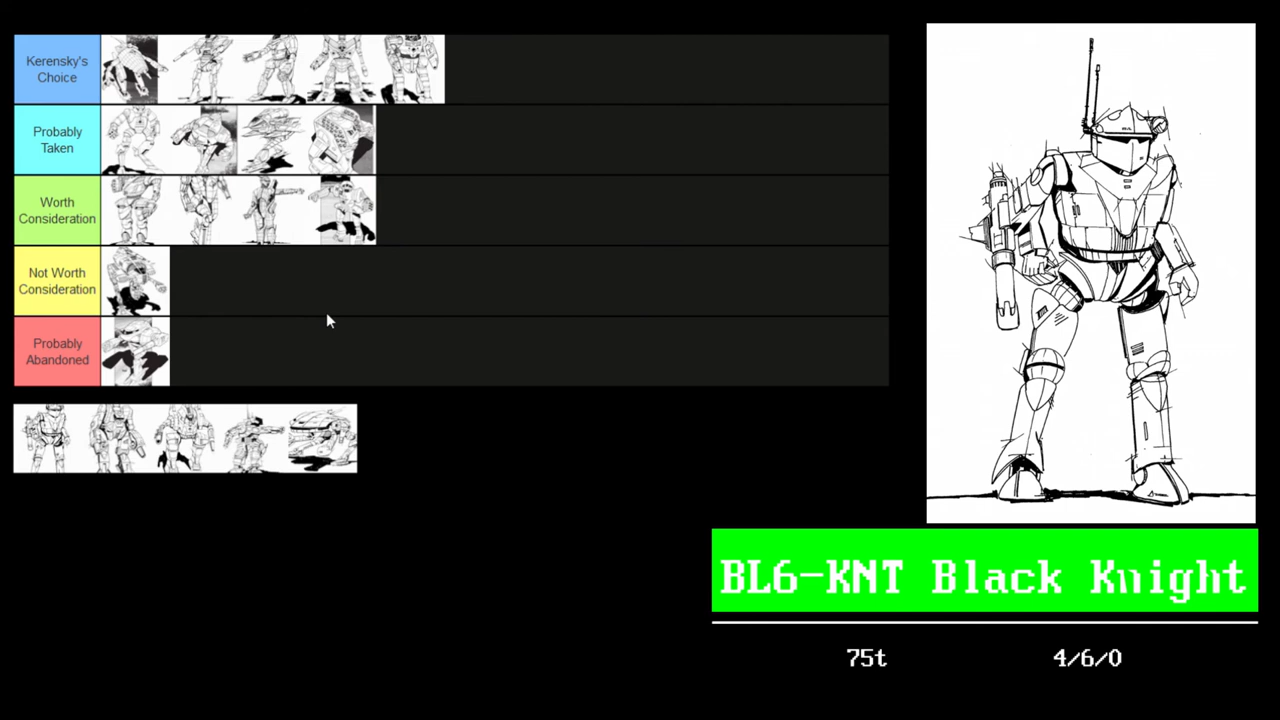 Kerensky's
Choice
Probably
Taken
Worth
Consideration
Not Worth
Consideration
Probably
Abandoned
BL6-KNT Black Knight
75t 4/6/0